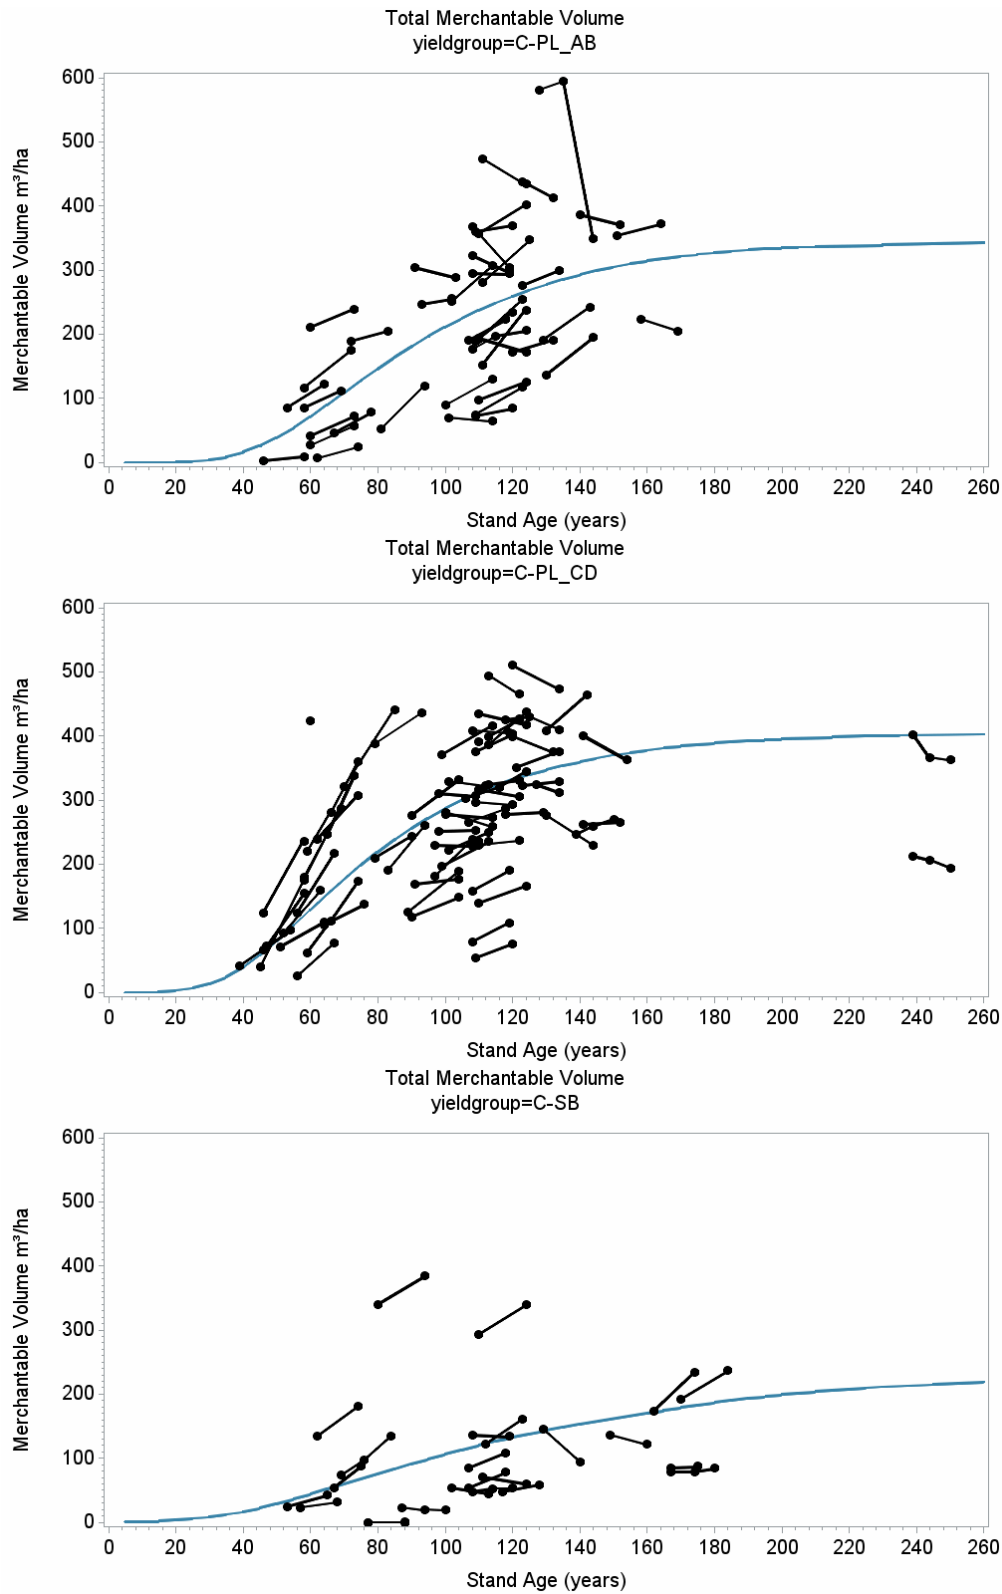 Total Merchantable Volume
yieldgroup=C-PL_AB
600
500
400
300
200
100
0
Merchantable Volume m³/ha
0 20 40 60 80 100 120 140 160 180 200 220 240 260
Stand Age (years)
Total Merchantable Volume
yieldgroup=C-PL_CD
600
500
400
300
200
100
0
Merchantable Volume m³/ha
0 20 40 60 80 100 120 140 160 180 200 220 240 260
Stand Age (years)
Total Merchantable Volume
yieldgroup=C-SB
600
500
400
300
200
100
0
Merchantable Volume m³/ha
0 20 40 60 80 100 120 140 160 180 200 220 240 260
Stand Age (years)